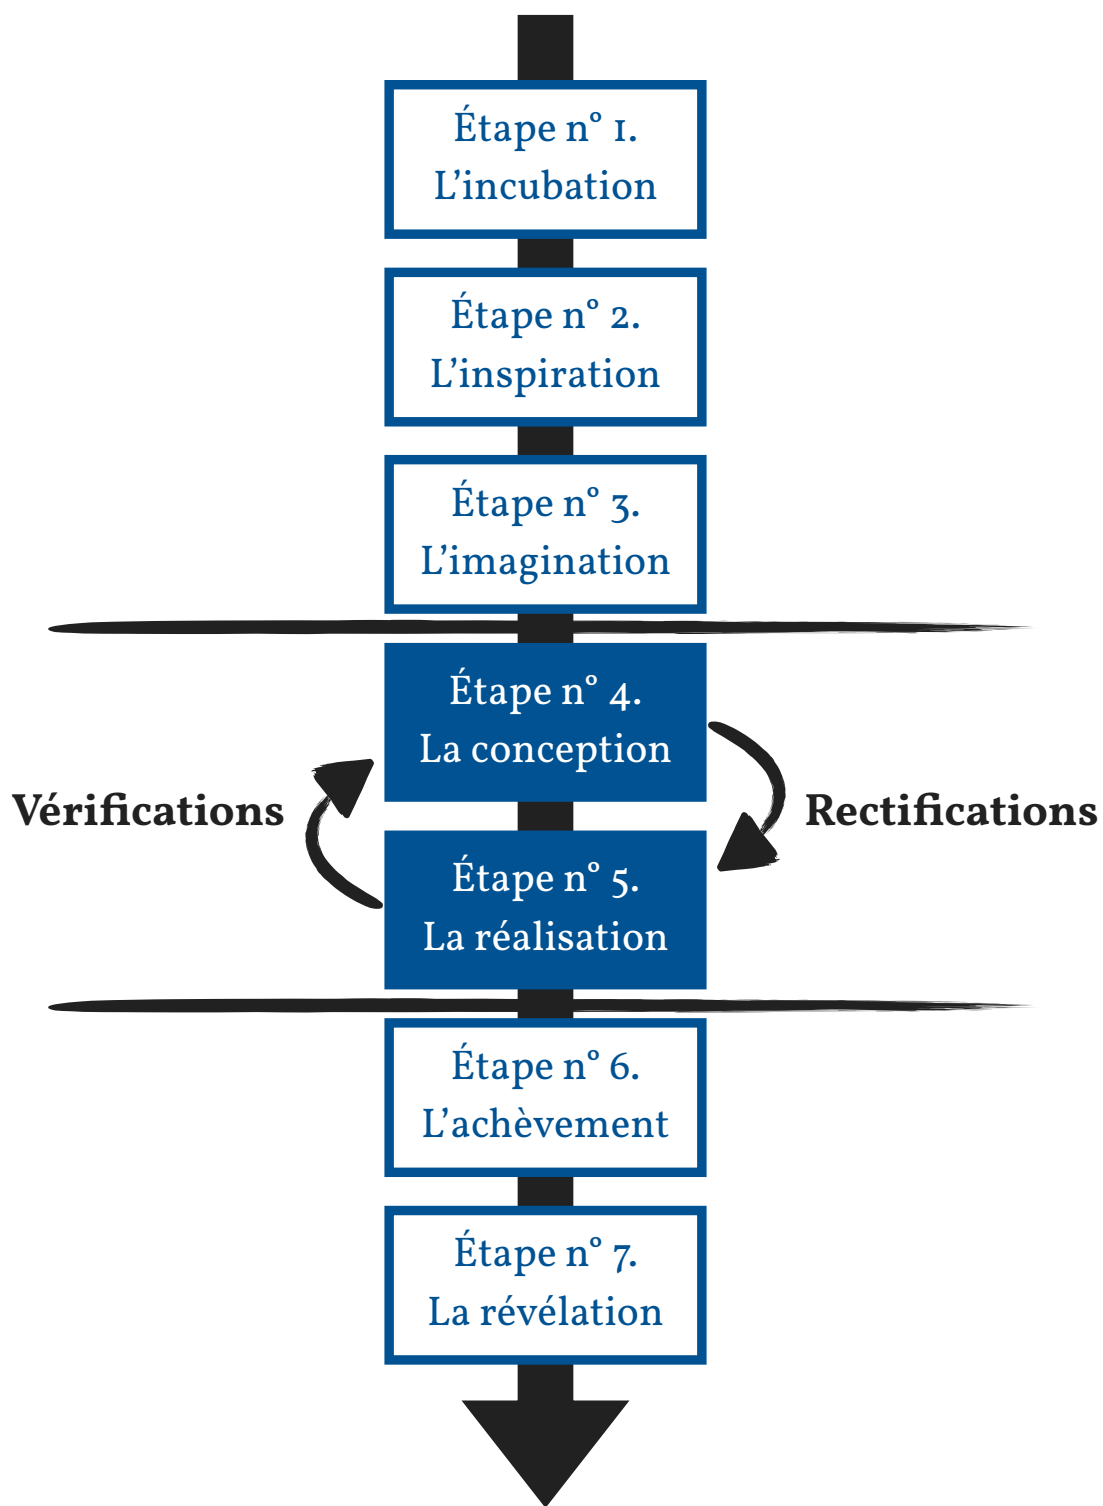 Étape n° 1.
L’incubation
Étape n° 2.
L’inspiration
Étape n° 3.
L’imagination
Étape n° 4.
La conception
Vérifications
Rectifications
Étape n° 5.
La réalisation
Étape n° 6.
L’achèvement
Étape n° 7.
La révélation